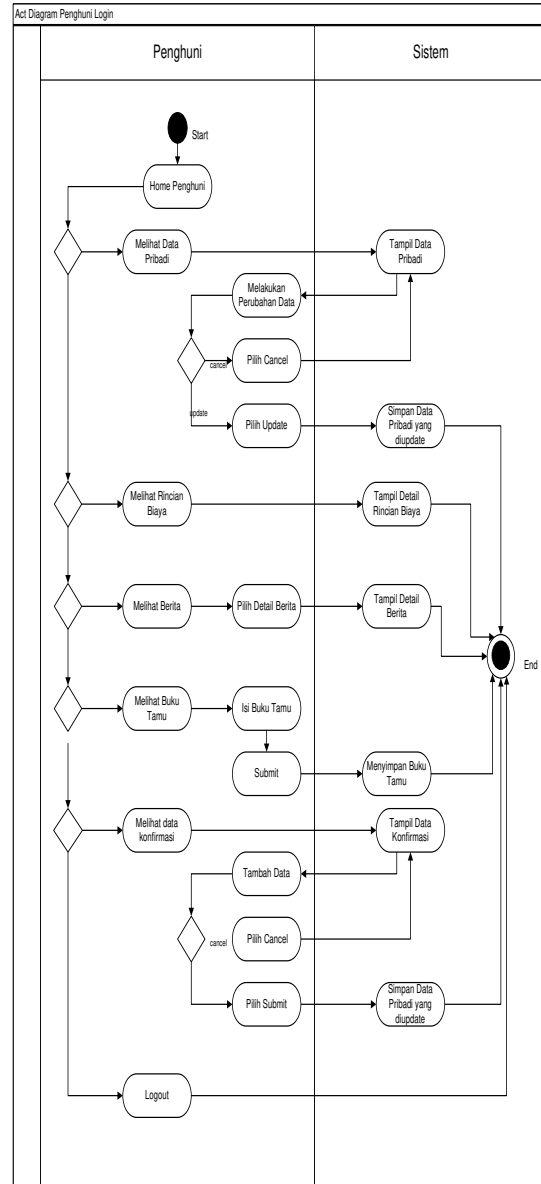 Act Diagram Penghuni Login
Penghuni
Sistem
Start
Home Penghuni
Melihat Data
Pribadi
Tampil Data
Pribadi
Melakukan
Perubahan Data
cancel
Pilih Cancel
update
Pilih Update
Simpan Data
Pribadi yang
diupdate
Melihat Rincian
Biaya
Tampil Detail
Rincian Biaya
Melihat Berita
Pilih Detail Berita
Tampil Detail
Berita
End
Melihat Buku
Tamu
Isi Buku Tamu
Submit
Menyimpan Buku
Tamu
Melihat data
konfirmasi
Tampil Data
Konfirmasi
Tambah Data
cancel
Pilih Cancel
Pilih Submit
Simpan Data
Pribadi yang
diupdate
Logout